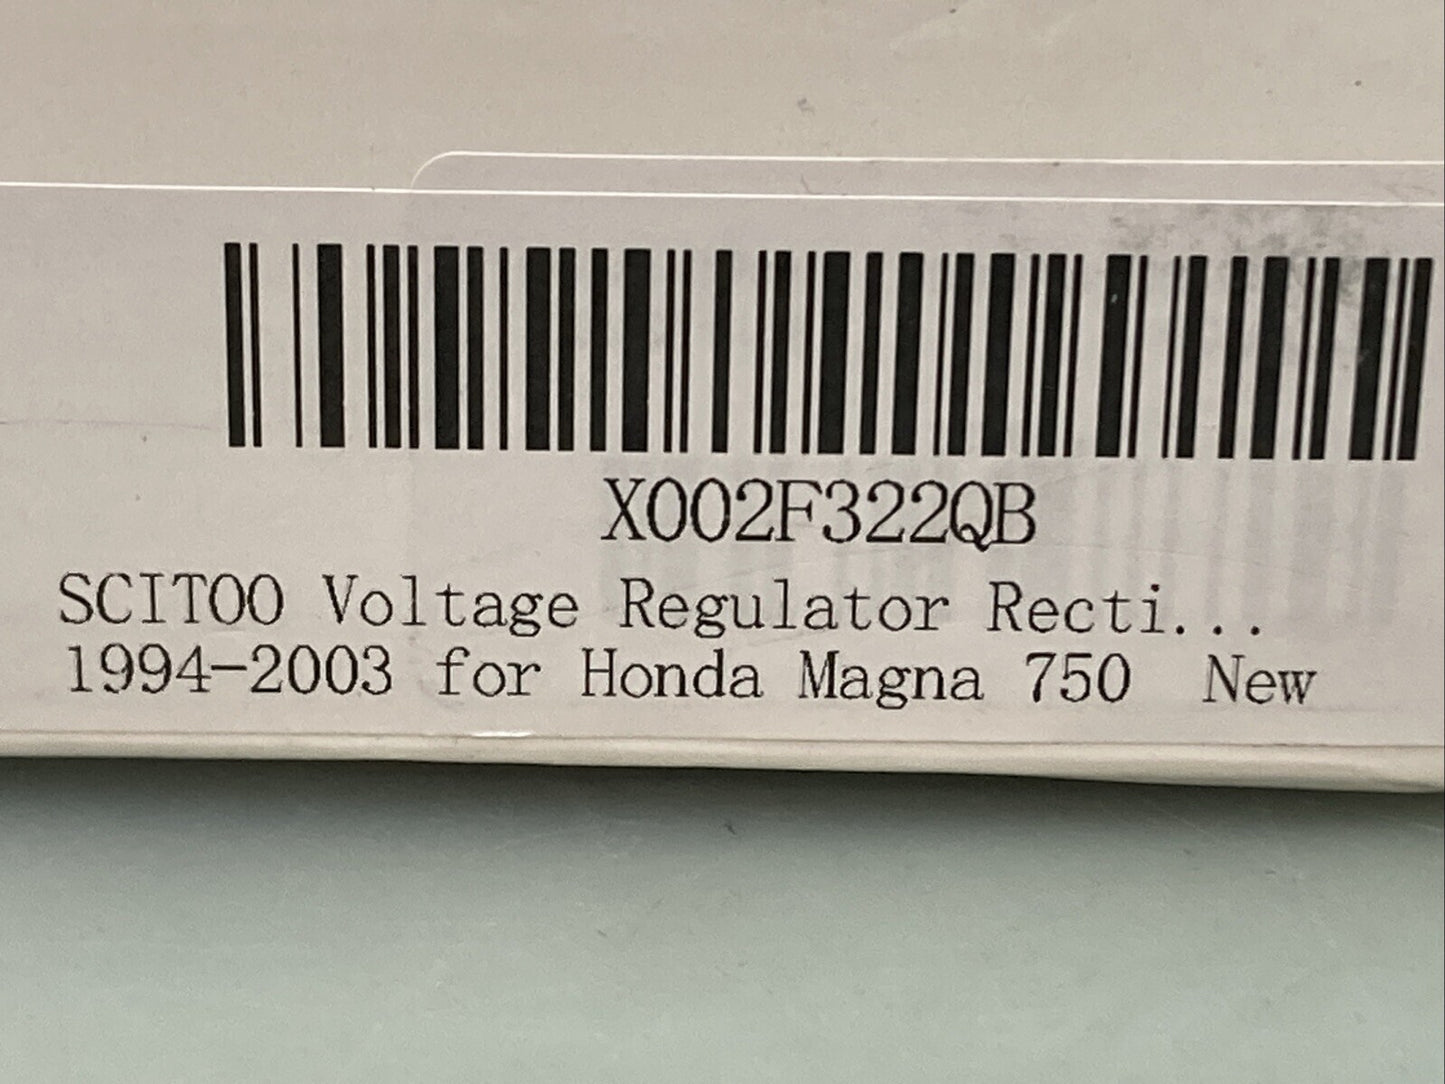 X002F322QB
SCITOO Voltage Regulator Recti...
1994-2003 for Honda Magna 750 New